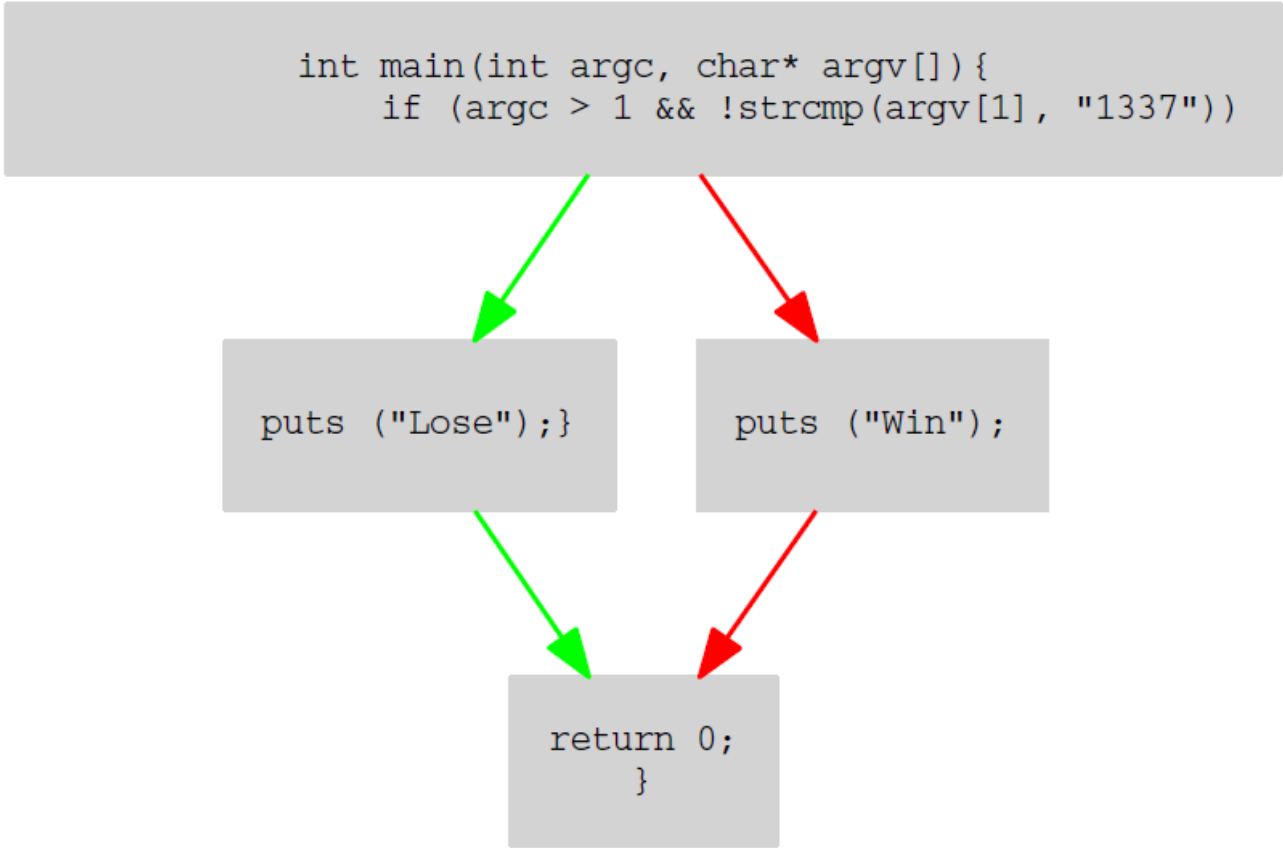 int main(int argc, char* argv[]){
if (argc > 1 && !strcmp(argv[1], "1337"))
puts ("Lose");}
puts ("Win");
return 0;
}